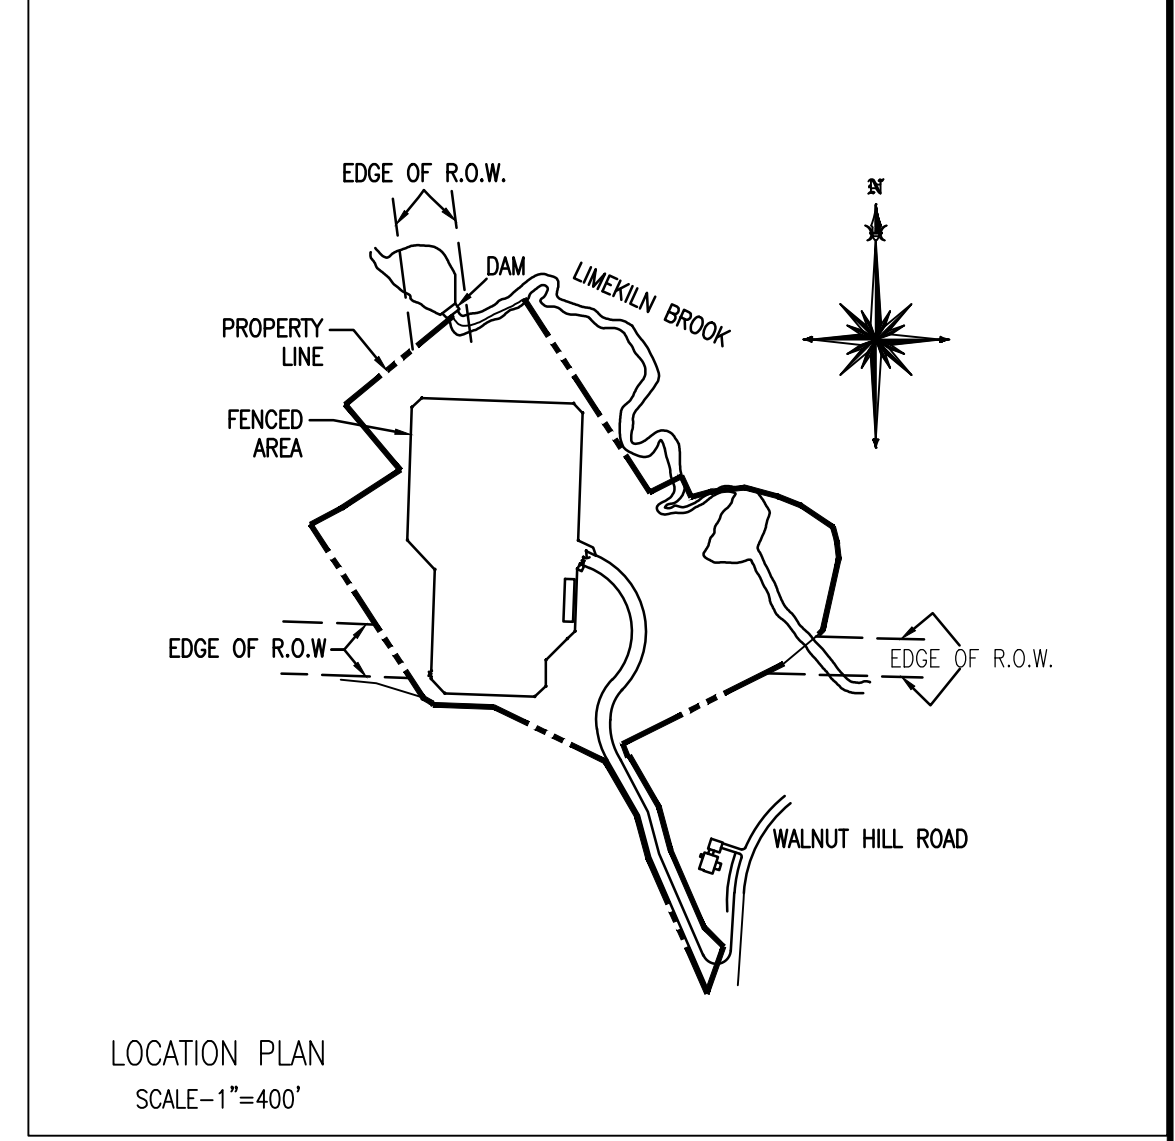 EDGE OF R.O.W.
N
DAM
LIMEKILN BROOK
PROPERTY
LINE
FENCED
AREA
EDGE OF R.O.W
EDGE OF R.O.W.
WALNUT HILL ROAD
LOCATION PLAN
SCALE-1"=400'